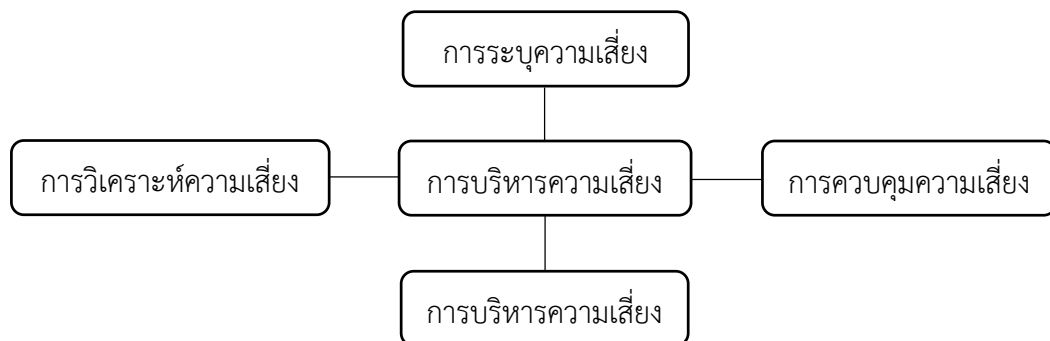 การระบุความเสี่ยง
การวิเคราะห์ความเสี่ยง
การบริหารความเสี่ยง
การควบคุมความเสี่ยง
การบริหารความเสี่ยง